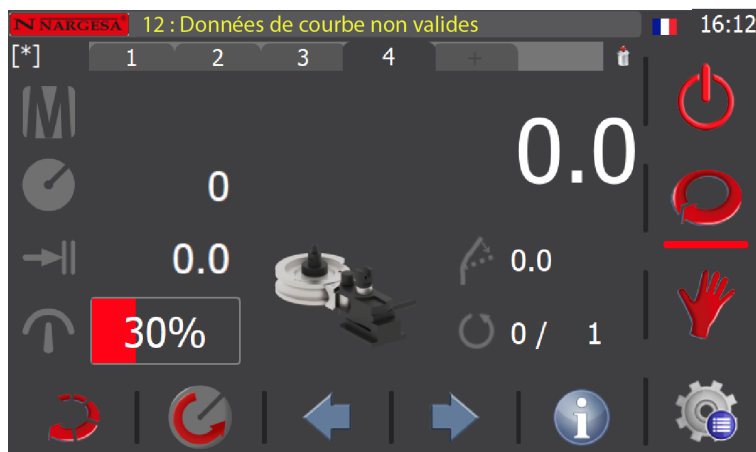 N NARGESA 12 : Données de courbe non valides 16:12
[*] 1 2 3 4 +
0.0
0
0.0 0.0
30% 0 / 1